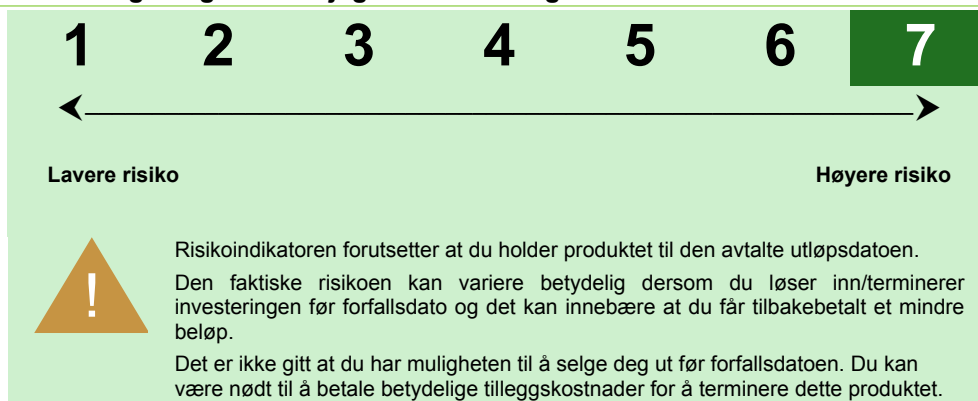 1 2 3 4 5 6 7
Lavere risiko Høyere risiko
!
Risikoindikatoren forutsetter at du holder produktet til den avtalte utløpsdatoen.
Den faktiske risikoen kan variere betydelig dersom du løser inn/terminerer
investeringen før forfallsdato og det kan innebære at du får tilbakebetalt et mindre
beløp.
Det er ikke gitt at du har muligheten til å selge deg ut før forfallsdatoen. Du kan
være nødt til å betale betydelige tilleggskostnader for å terminere dette produktet.